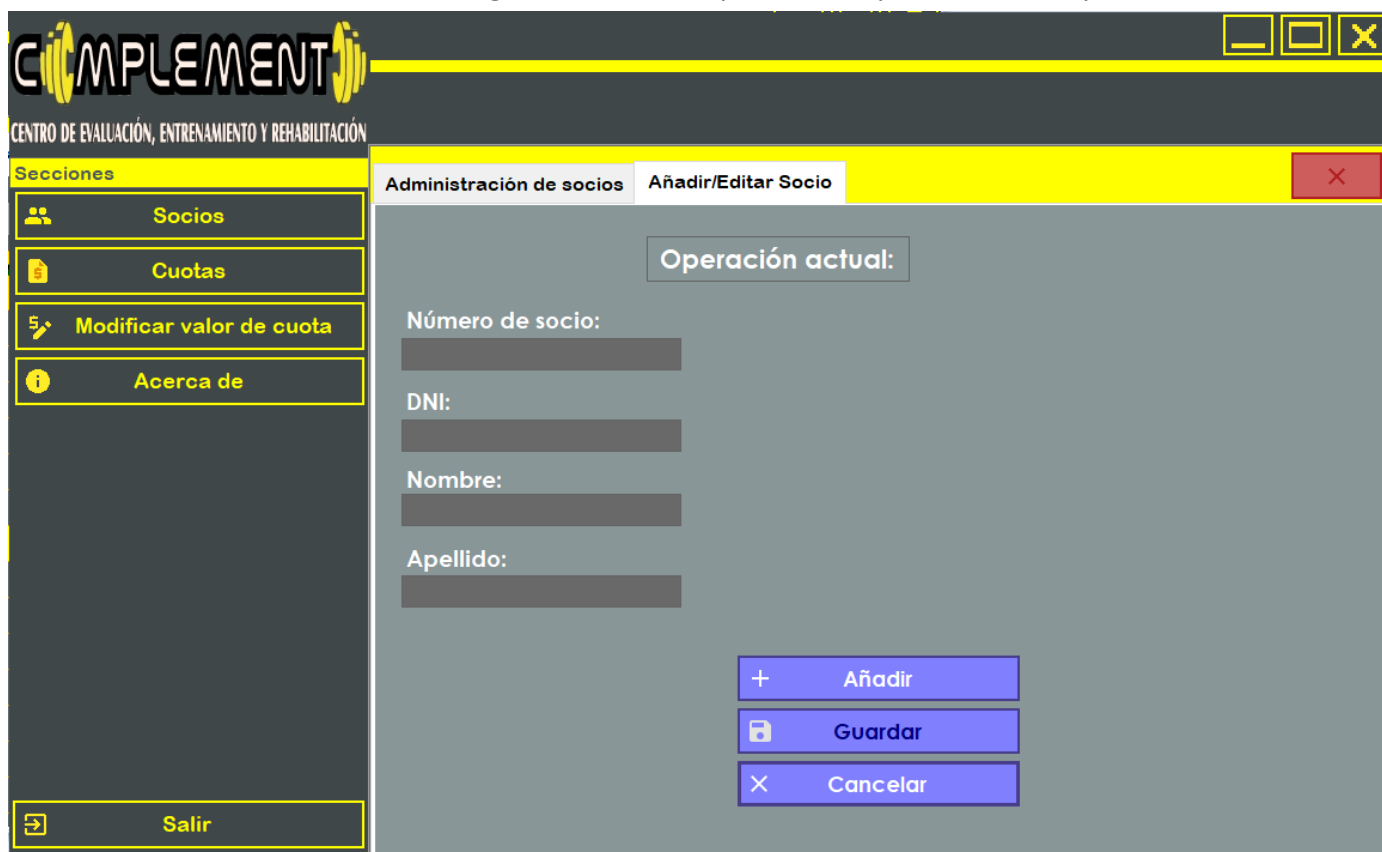 COMPLEMENTO
CENTRO DE EVALUACIÓN, ENTRENAMIENTO Y REHABILITACIÓN
Secciones
Socios
Cuotas
Modificar valor de cuota
Acerca de
Salir
Administración de socios
Añadir/Editar Socio
Operación actual:
Número de socio:
DNI:
Nombre:
Apellido:
Añadir
Guardar
Cancelar